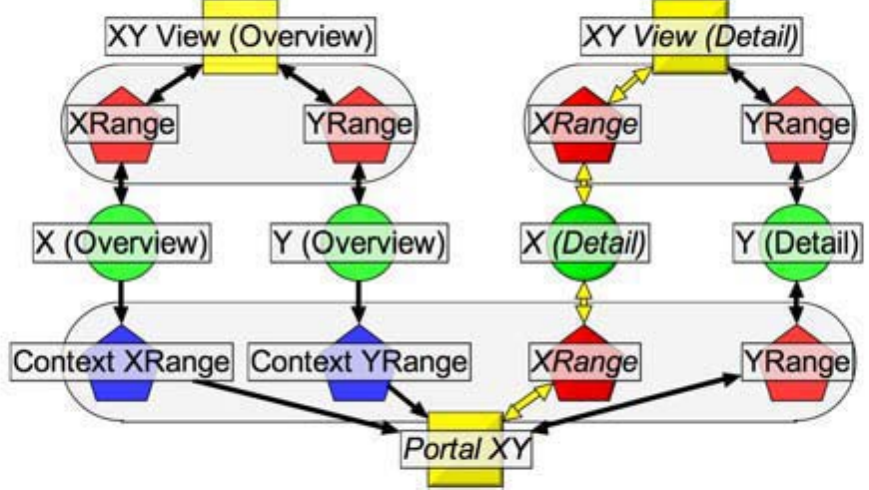 XY View (Overview)
XY View (Detail)
XRange
YRange
XRange
YRange
X (Overview)
Y (Overview)
X (Detail)
Y (Detail)
Context XRange
Context YRange
XRange
YRange
Portal XY